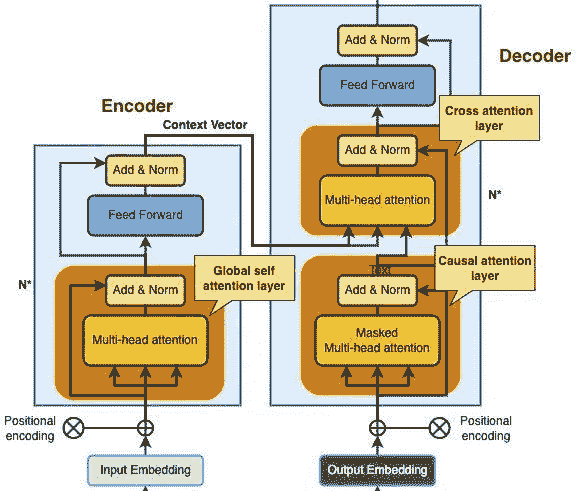 Encoder
Context Vector
Add & Norm
Feed Forward
N*
Global self
attention layer
Add & Norm
Multi-head attention
Positional
encoding
Input Embedding
Decoder
Add & Norm
Feed Forward
Cross attention
layer
Add & Norm
Multi-head attention
N*
Text
Causal attention
layer
Add & Norm
Masked
Multi-head attention
Positional
encoding
Output Embedding